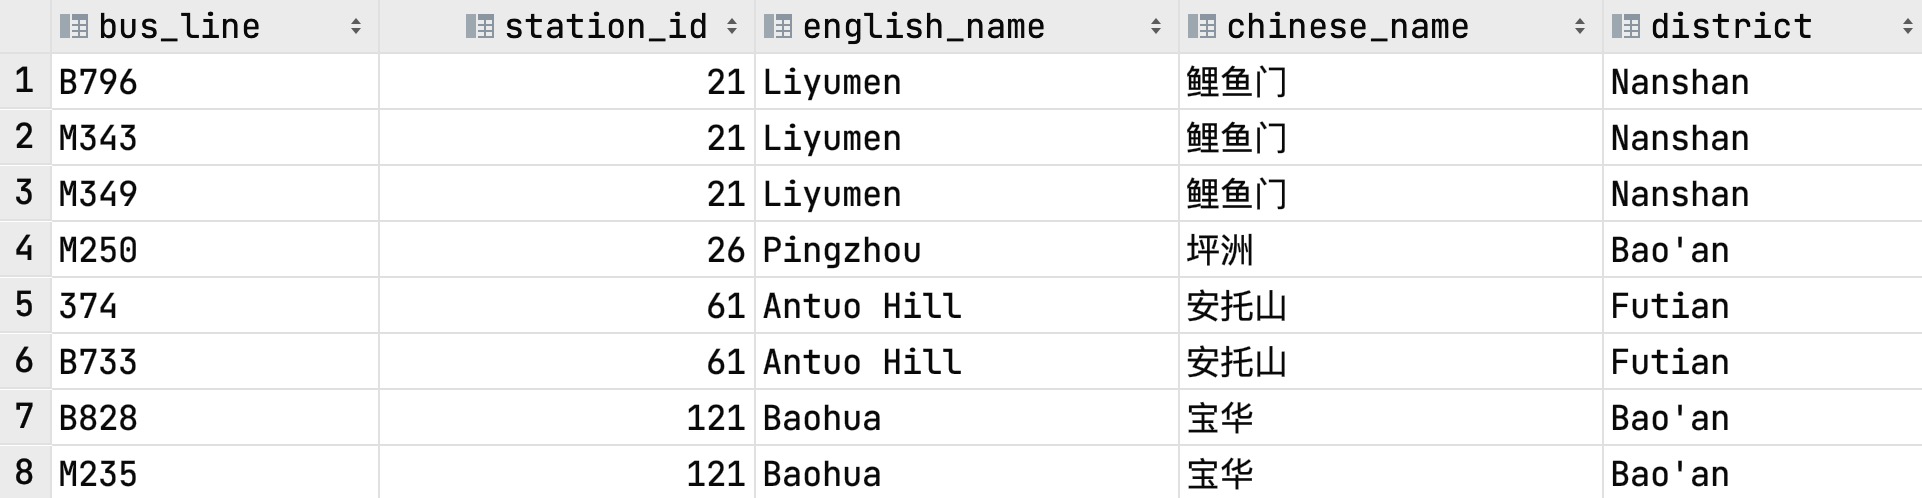 bus_line station_id english_name chinese_name district
1 B796 21 Liyumen 鲤鱼门 Nanshan
2 M343 21 Liyumen 鲤鱼门 Nanshan
3 M349 21 Liyumen 鲤鱼门 Nanshan
4 M250 26 Pingzhou 坪洲 Bao'an
5 374 61 Antuo Hill 安托山 Futian
6 B733 61 Antuo Hill 安托山 Futian
7 B828 121 Baohua 宝华 Bao'an
8 M235 121 Baohua 宝华 Bao'an